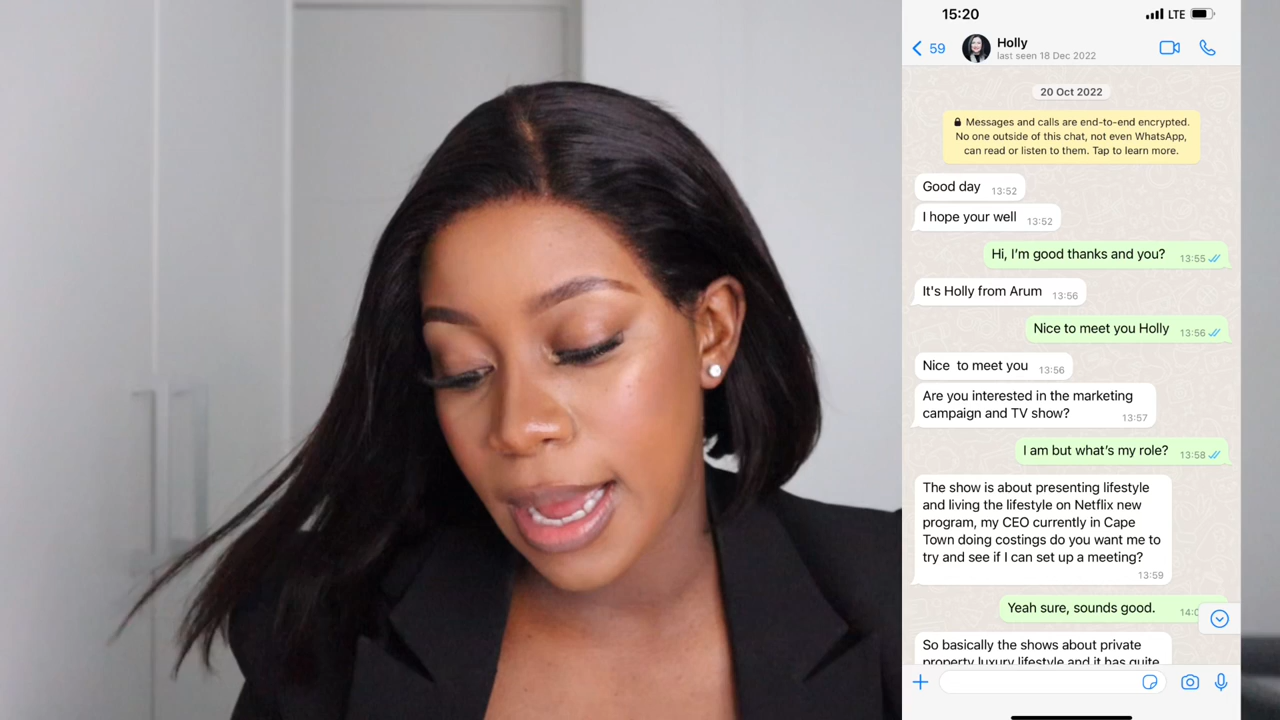 15:20
LTE
59
Holly
last seen 18 Dec 2022
20 Oct 2022
Messages and calls are end-to-end encrypted.
No one outside of this chat, not even WhatsApp,
can read or listen to them. Tap to learn more.
Good day 13:52
I hope your well 13:52
Hi, I'm good thanks and you? 13:55
It's Holly from Arum 13:56
Nice to meet you Holly 13:56
Nice  to meet you 13:56
Are you interested in the marketing
campaign and TV show? 13:57
I am but what's my role? 13:58
The show is about presenting lifestyle
and living the lifestyle on Netflix new
program, my CEO currently in Cape
Town doing costings do you want me to
try and see if I can set up a meeting?
13:59
Yeah sure, sounds good.
So basically the shows about private
property luxury lifestyle and it has quite